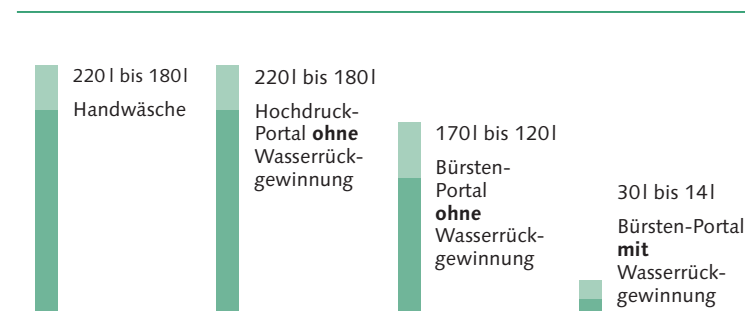 220 l bis 180 l
Handwäsche
220 l bis 180 l
Hochdruck-
Portal ohne
Wasserrück-
gewinnung
170 l bis 120 l
Bürsten-
Portal
ohne
Wasserrück-
gewinnung
30 l bis 14 l
Bürsten-Portal
mit
Wasserrück-
gewinnung